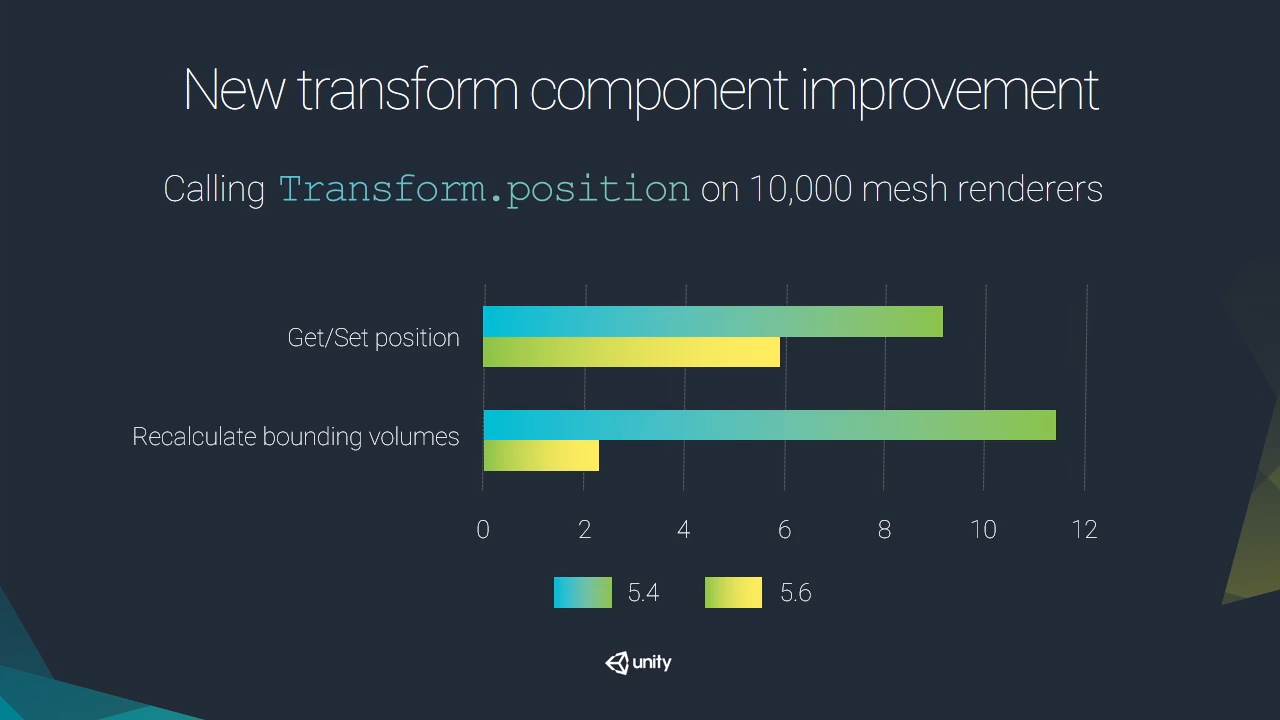 New transform component improvement
Calling Transform.position on 10,000 mesh renderers
Get/Set position
Recalculate bounding volumes
0 2 4 6 8 10 12
5.4 5.6
unity